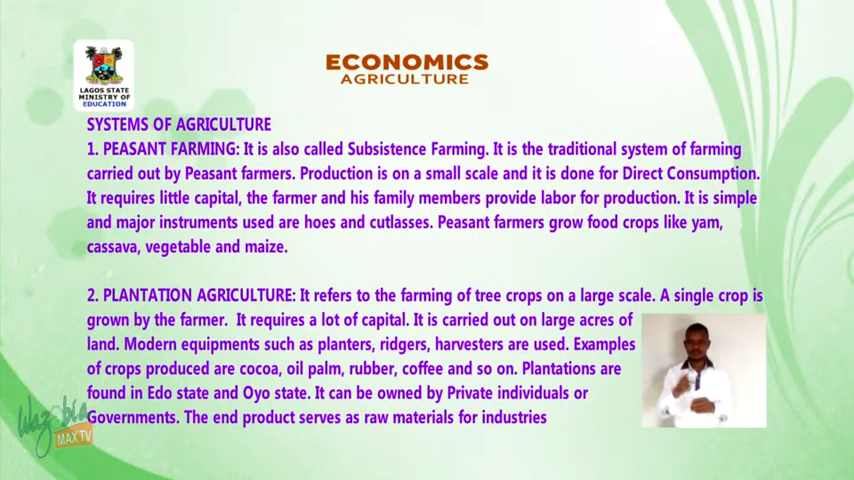 ECONOMICS
AGRICULTURE
LAGOS STATE
MINISTRY OF
EDUCATION
SYSTEMS OF AGRICULTURE
1. PEASANT FARMING: It is also called Subsistence Farming. It is the traditional system of farming
carried out by Peasant farmers. Production is on a small scale and it is done for Direct Consumption.
It requires little capital, the farmer and his family members provide labor for production. It is simple
and major instruments used are hoes and cutlasses. Peasant farmers grow food crops like yam,
cassava, vegetable and maize.
2. PLANTATION AGRICULTURE: It refers to the farming of tree crops on a large scale. A single crop is
grown by the farmer. It requires a lot of capital. It is carried out on large acres of
land. Modern equipments such as planters, ridgers, harvesters are used. Examples
of crops produced are cocoa, oil palm, rubber, coffee and so on. Plantations are
found in Edo state and Oyo state. It can be owned by Private individuals or
Governments. The end product serves as raw materials for industries
Wazobia
MAX TV